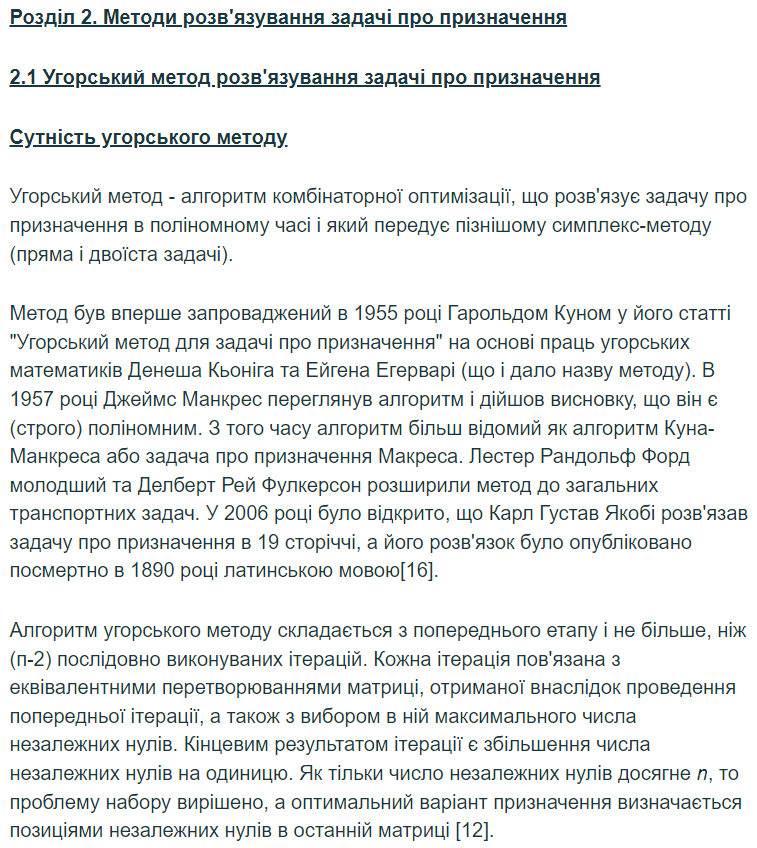 Розділ 2. Методи розв'язування задачі про призначення
2.1 Угорський метод розв'язування задачі про призначення
Сутність угорського методу
Угорський метод - алгоритм комбінаторної оптимізації, що розв'язує задачу про
призначення в поліномному часі і який передує пізнішому симплекс-методу
(пряма і двоїста задачі).
Метод був вперше запроваджений в 1955 році Гарольдом Куном у його статті
"Угорський метод для задачі про призначення" на основі праць угорських
математиків Денеша Кьоніга та Ейгена Егерварі (що і дало назву методу). В
1957 році Джеймс Манкрес переглянув алгоритм і дійшов висновку, що він є
(строго) поліномним. З того часу алгоритм більш відомий як алгоритм Куна-
Манкреса або задача про призначення Макреса. Лестер Рандольф Форд
молодший та Делберт Рей Фулкерсон розширили метод до загальних
транспортних задач. У 2006 році було відкрито, що Карл Густав Якобі розв'язав
задачу про призначення в 19 сторіччі, а його розв'язок було опубліковано
посмертно в 1890 році латинською мовою[16].
Алгоритм угорського методу складається з попереднього етапу і не більше, ніж
(п-2) послідовно виконуваних ітерацій. Кожна ітерація пов'язана з
еквівалентними перетворюваннями матриці, отриманої внаслідок проведення
попередньої ітерації, а також з вибором в ній максимального числа
незалежних нулів. Кінцевим результатом ітерації є збільшення числа
незалежних нулів на одиницю. Як тільки число незалежних нулів досягне n, то
проблему набору вирішено, а оптимальний варіант призначення визначається
позиціями незалежних нулів в останній матриці [12].